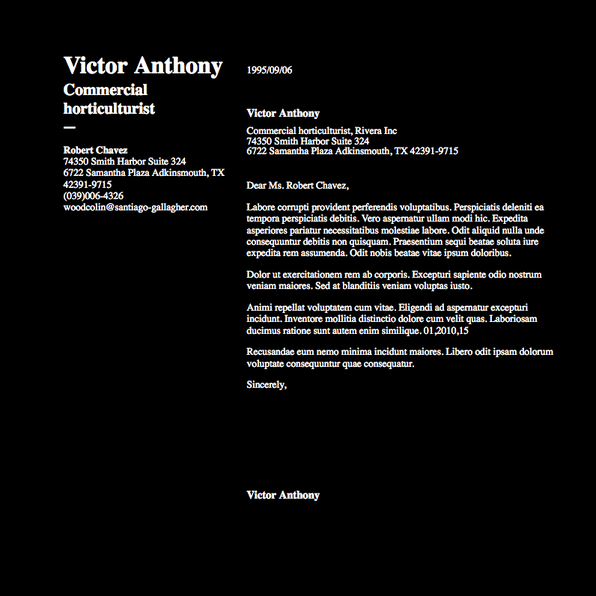 Victor Anthony
Commercial
horticulturist
—
Robert Chavez
74350 Smith Harbor Suite 324
6722 Samantha Plaza Adkinsmouth, TX
42391-9715
(039)006-4326
woodcolin@santiago-gallagher.com
1995/09/06
Victor Anthony
Commercial horticulturist, Rivera Inc
74350 Smith Harbor Suite 324
6722 Samantha Plaza Adkinsmouth, TX 42391-9715
Dear Ms. Robert Chavez,
Labore corrupti provident perferendis voluptatibus. Perspiciatis deleniti ea
tempora perspiciatis debitis. Vero aspernatur ullam modi hic. Expedita
asperiores pariatur necessitatibus molestiae labore. Odit aliquid nulla unde
consequuntur debitis non quisquam. Praesentium sequi beatae soluta iure
expedita rem assumenda. Odit nobis beatae vitae ipsum doloribus.
Dolor ut exercitationem rem ab corporis. Excepturi sapiente odio nostrum
veniam maiores. Sed at blanditiis veniam voluptas iusto.
Animi repellat voluptatem cum vitae. Eligendi ad aspernatur excepturi
incidunt. Inventore mollitia distinctio dolore cum velit quas. Laboriosam
ducimus ratione sunt autem enim similique. 01,2010,15
Recusandae eum nemo minima incidunt maiores. Libero odit ipsam dolorum
voluptate consequuntur quae consequatur.
Sincerely,
Victor Anthony